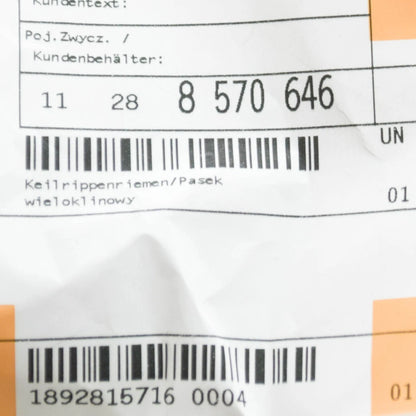 Kundentext:
Poj.Zwycz. /
Kundenbehälter:
11 28 8 570 646
UN
Keilrippenriemen/Pasek
wieloklinowy
01
1892815716 0004
01